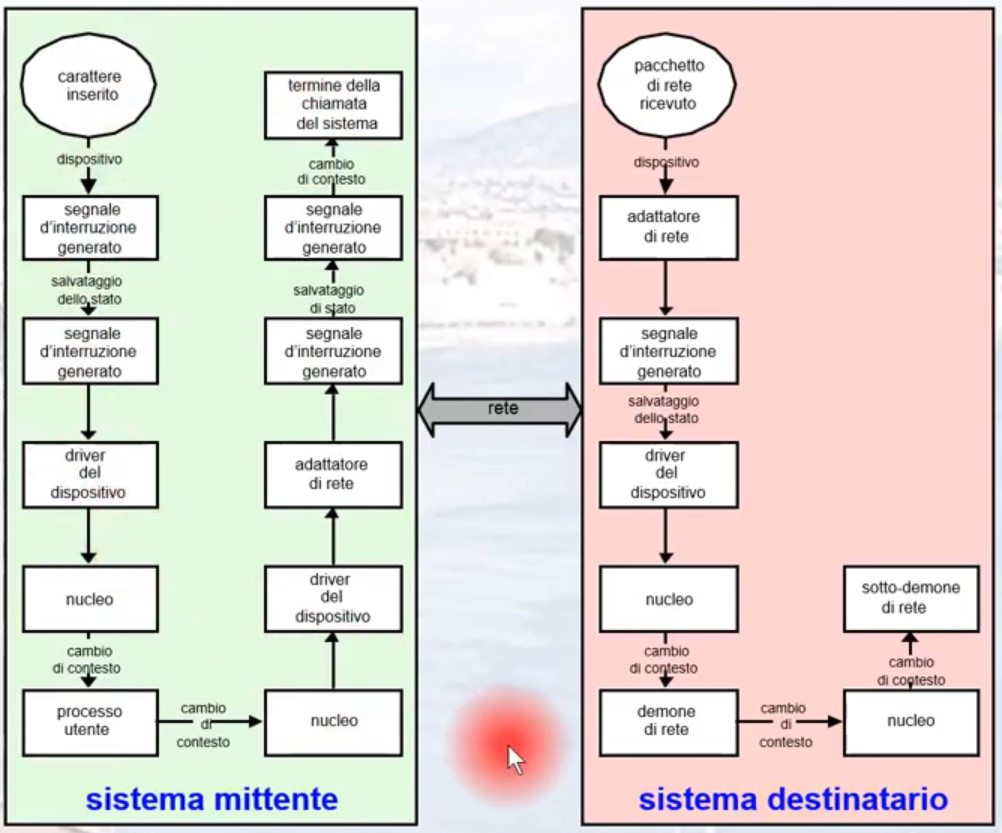 carattere
inserito
dispositivo
segnale
d'interruzione
generato
salvataggio
dello stato
segnale
d'interruzione
generato
driver
del
dispositivo
nucleo
cambio
di contesto
processo
utente
cambio
di
contesto
nucleo
driver
del
dispositivo
adattatore
di rete
segnale
d'interruzione
generato
salvataggio
di stato
segnale
d'interruzione
generato
cambio
di contesto
termine della
chiamata
del sistema
sistema mittente
rete
pacchetto
di rete
ricevuto
dispositivo
adattatore
di rete
segnale
d'interruzione
generato
salvataggio
dello stato
driver
del
dispositivo
nucleo
cambio
di contesto
demone
di rete
cambio
di
contesto
nucleo
cambio
di contesto
sotto-demone
di rete
sistema destinatario